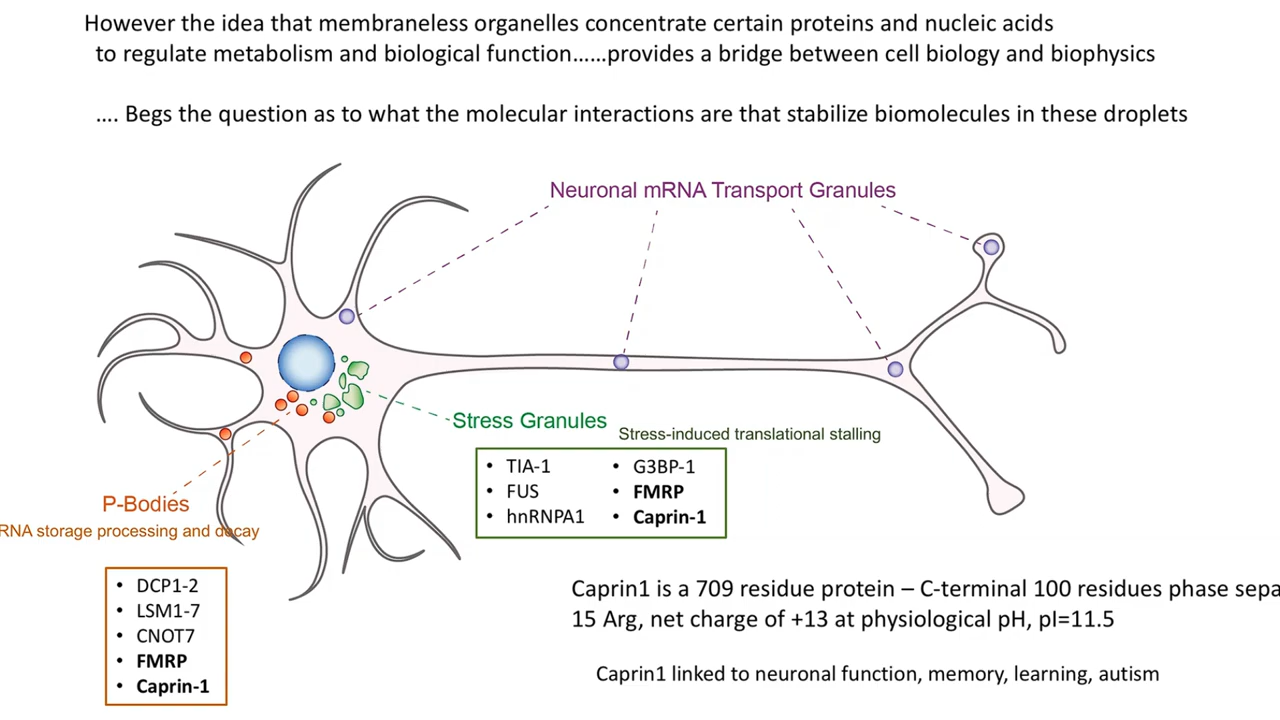 However the idea that membraneless organelles concentrate certain proteins and nucleic acids
to regulate metabolism and biological function......provides a bridge between cell biology and biophysics
.... Begs the question as to what the molecular interactions are that stabilize biomolecules in these droplets
Neuronal mRNA Transport Granules
Stress Granules
Stress-induced translational stalling
• TIA-1
• FUS
• hnRNPA1
• G3BP-1
• FMRP
• Caprin-1
P-Bodies
RNA storage processing and decay
• DCP1-2
• LSM1-7
• CNOT7
• FMRP
• Caprin-1
Caprin1 is a 709 residue protein – C-terminal 100 residues phase sepa
15 Arg, net charge of +13 at physiological pH, pI=11.5
Caprin1 linked to neuronal function, memory, learning, autism